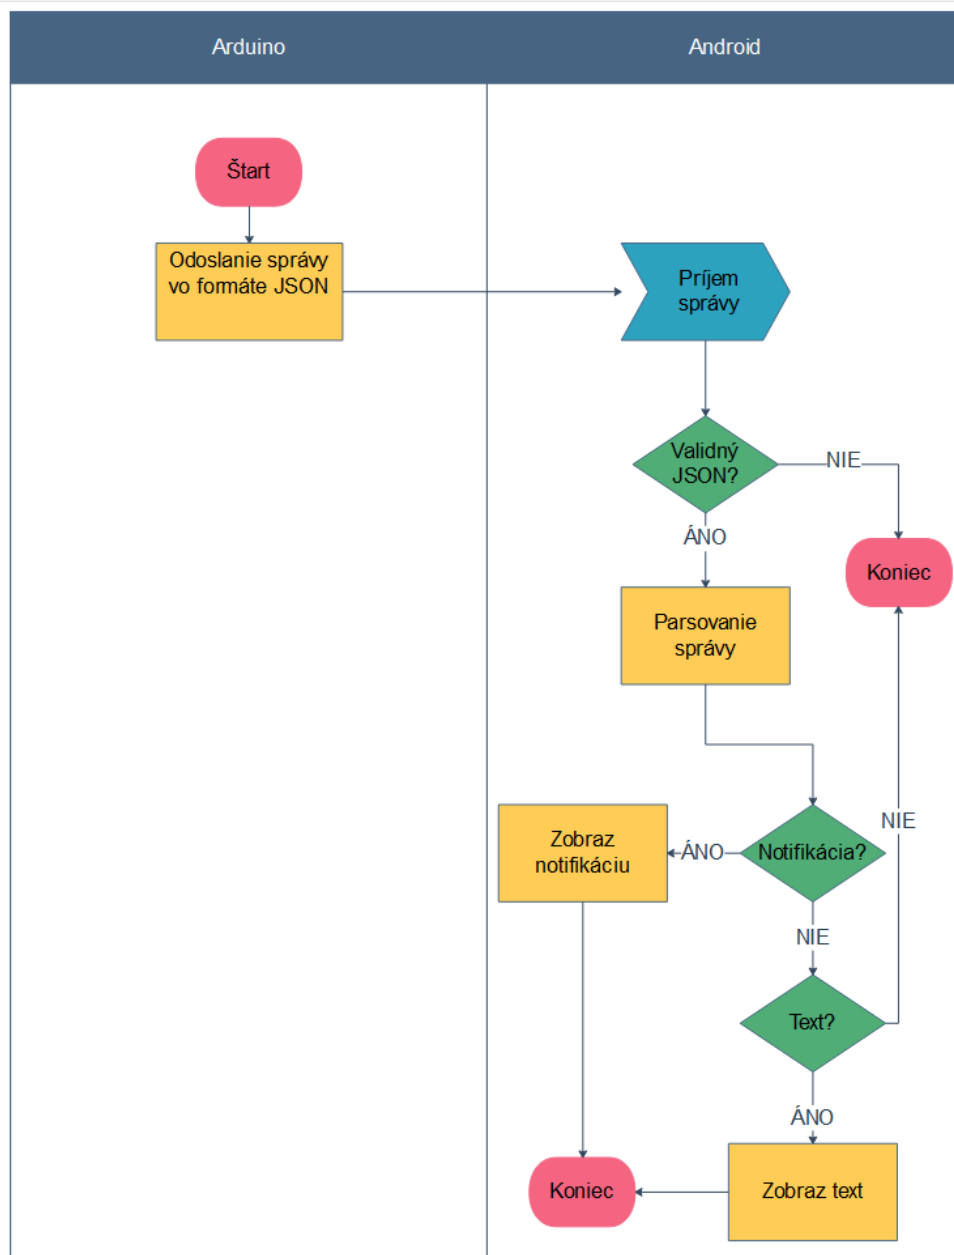 Arduino
Android
Štart
Odoslanie správy
vo formáte JSON
Príjem
správy
Validný
JSON?
NIE
ÁNO
Koniec
Parsovanie
správy
NIE
Zobraz
notifikáciu
ÁNO
Notifikácia?
NIE
Text?
ÁNO
Koniec
Zobraz text